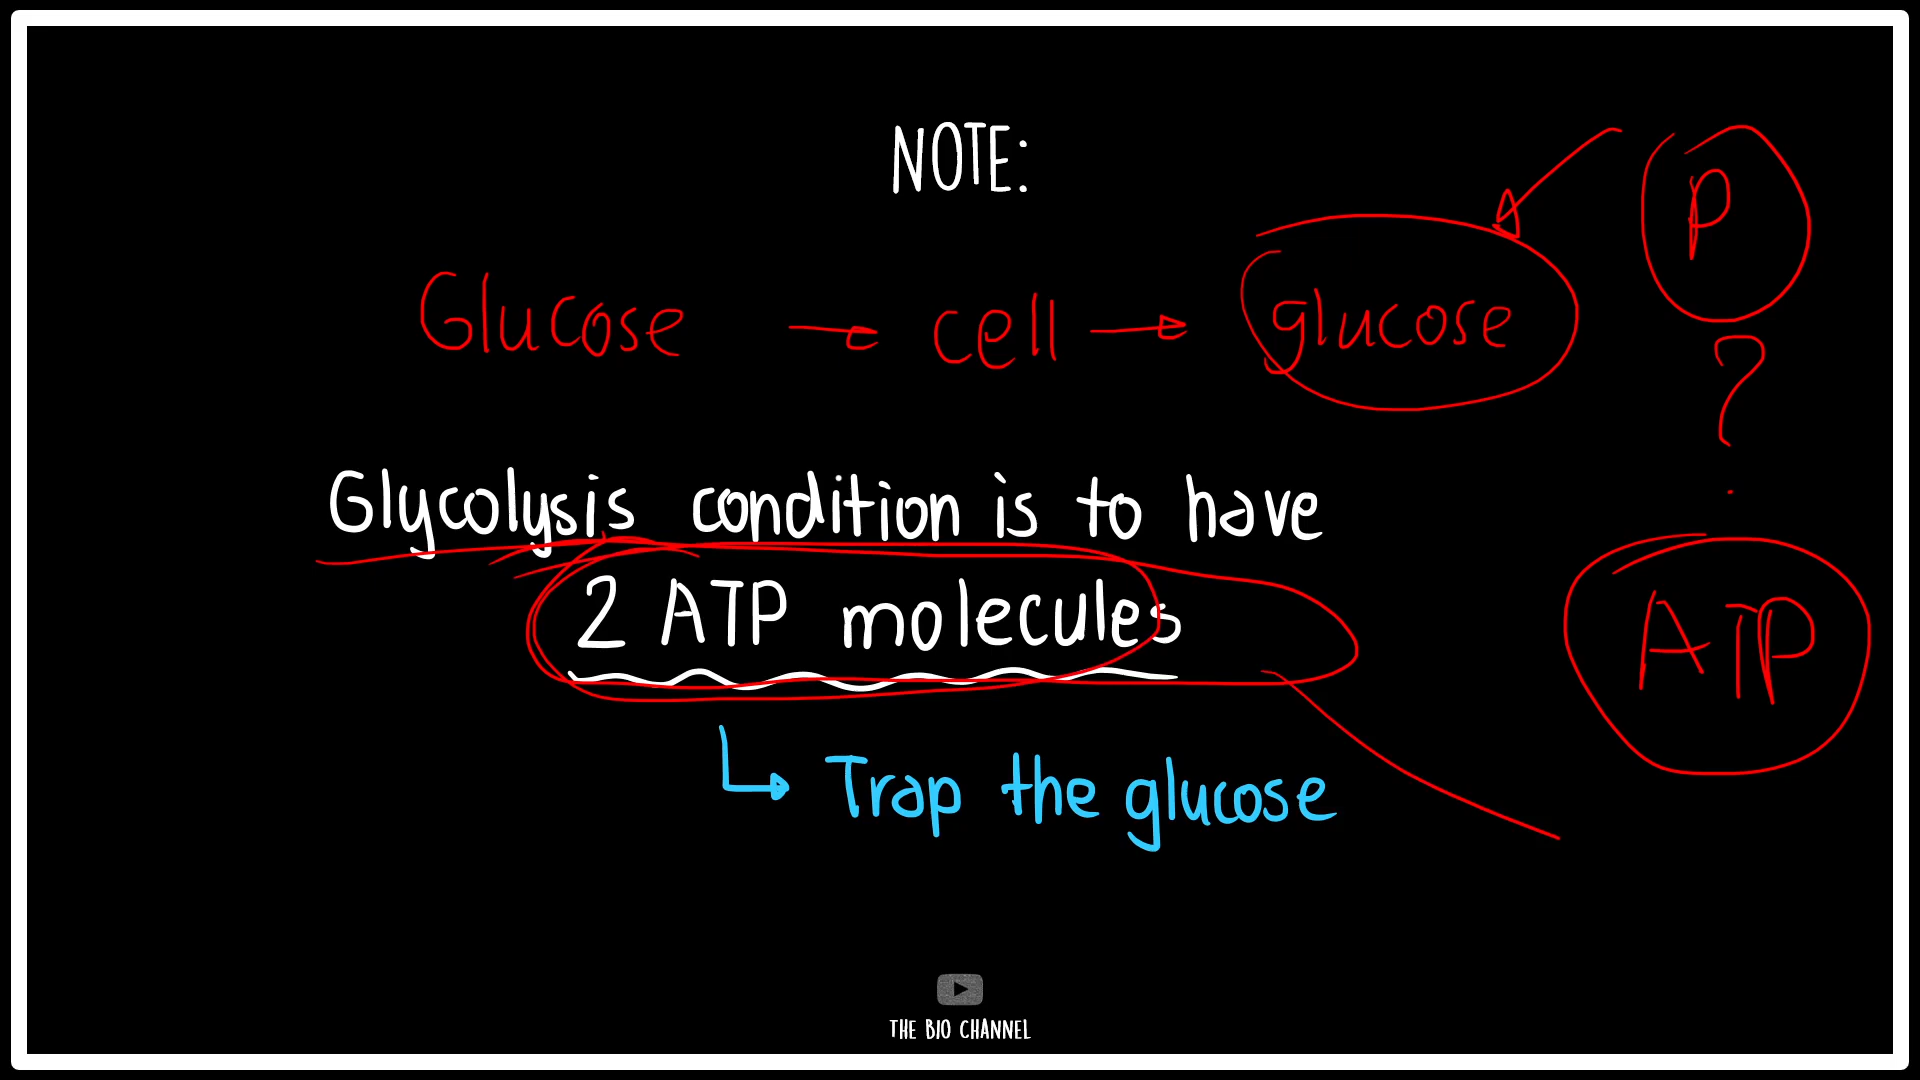 NOTE:
P
Glucose → cell → glucose
?
Glycolysis condition is to have
2 ATP molecules
ATP
Trap the glucose
THE BIO CHANNEL